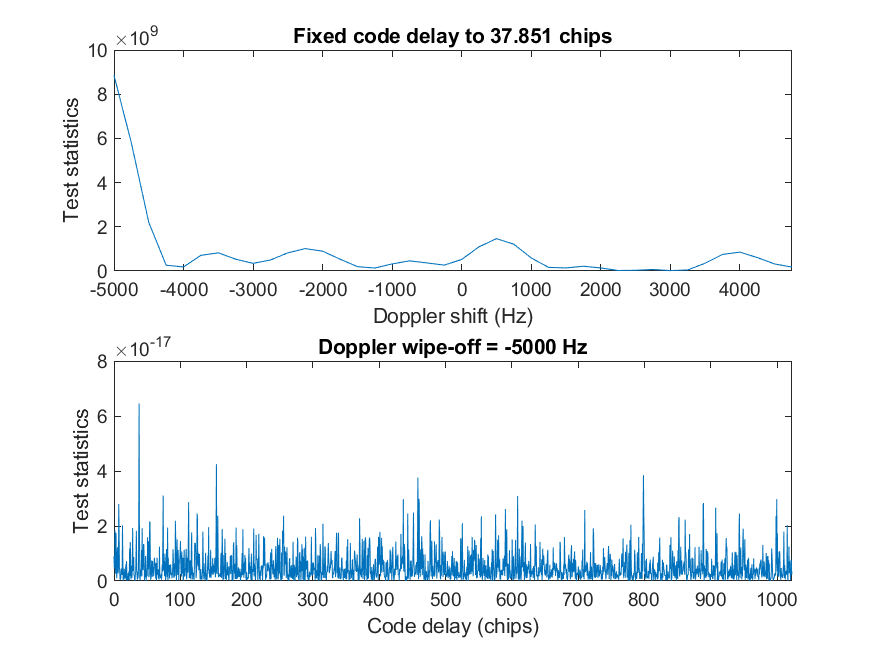 Fixed code delay to 37.851 chips
×10^9
10
8
6
4
2
0
Test statistics
-5000 -4000 -3000 -2000 -1000 0 1000 2000 3000 4000
Doppler shift (Hz)
Doppler wipe-off = -5000 Hz
×10^-17
8
6
4
2
0
Test statistics
0 100 200 300 400 500 600 700 800 900 1000
Code delay (chips)